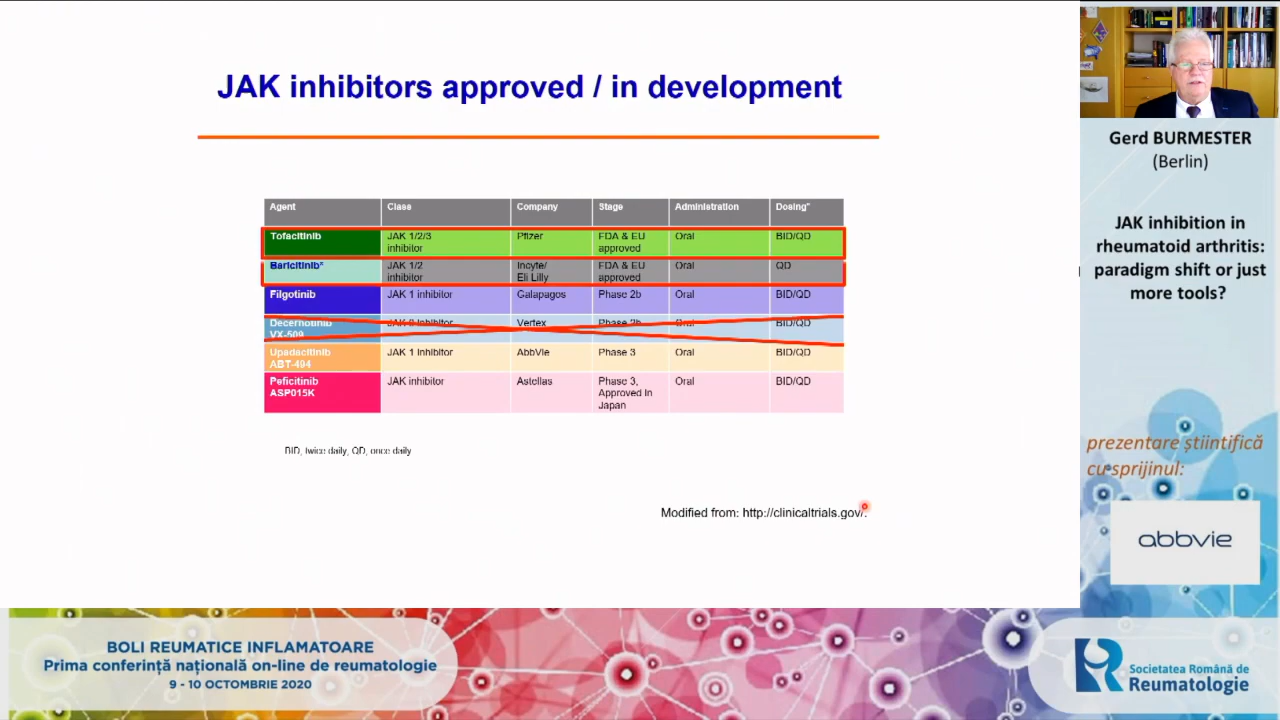 JAK inhibitors approved / in development
Agent Class Company Stage Administration Dosing*
Tofacitinib JAK 1/2/3 inhibitor Pfizer FDA & EU approved Oral BID/QD
Baricitinib* JAK 1/2 inhibitor Incyte/ Eli Lilly FDA & EU approved Oral QD
Filgotinib JAK 1 inhibitor Galapagos Phase 2b Oral BID/QD
Decernotinib VX-509 inhibitor Vertex Phase 2b Oral BID/QD
Upadacitinib ABT-494 JAK 1 inhibitor AbbVie Phase 3 Oral BID/QD
Peficitinib ASP015K JAK inhibitor Astellas Phase 3, Approved in Japan Oral BID/QD
BID, twice daily, QD, once daily
Modified from: http://clinicaltrials.gov/.
Gerd BURMESTER
(Berlin)
JAK inhibition in
rheumatoid arthritis:
paradigm shift or just
more tools?
prezentare științifică
cu sprijinul:
abbvie
BOLI REUMATICE INFLAMATOARE
Prima conferință națională on-line de reumatologie
9 - 10 OCTOMBRIE 2020
Societatea Română de
Reumatologie